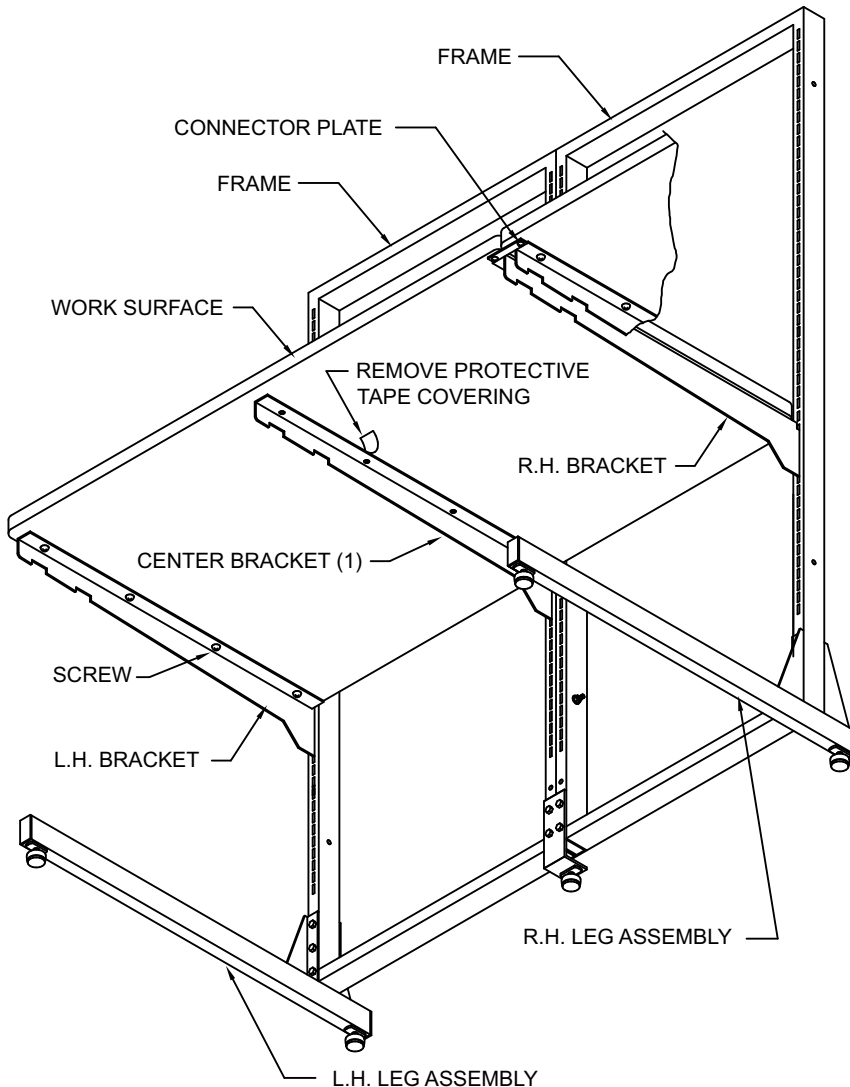 FRAME
CONNECTOR PLATE
FRAME
WORK SURFACE
REMOVE PROTECTIVE
TAPE COVERING
R.H. BRACKET
CENTER BRACKET (1)
SCREW
L.H. BRACKET
R.H. LEG ASSEMBLY
L.H. LEG ASSEMBLY